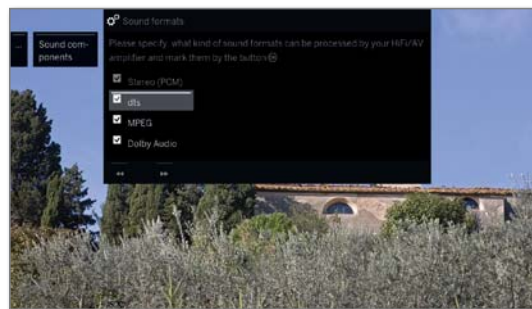 Sound formats
...
Sound com-
ponents
Please specify, what kind of sound formats can be processed by your HiFi/AV
amplifier and mark them by the button
Stereo (PCM)
dts
MPEG
Dolby Audio